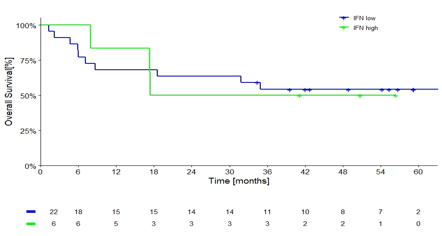 IFN low
IFN high
100%
75%
50%
25%
0%
Overall Survival[%]
0 6 12 18 24 30 36 42 48 54 60
Time [months]
22 18 15 15 14 14 11 10 8 7 2
6 6 5 3 3 3 3 2 2 1 0